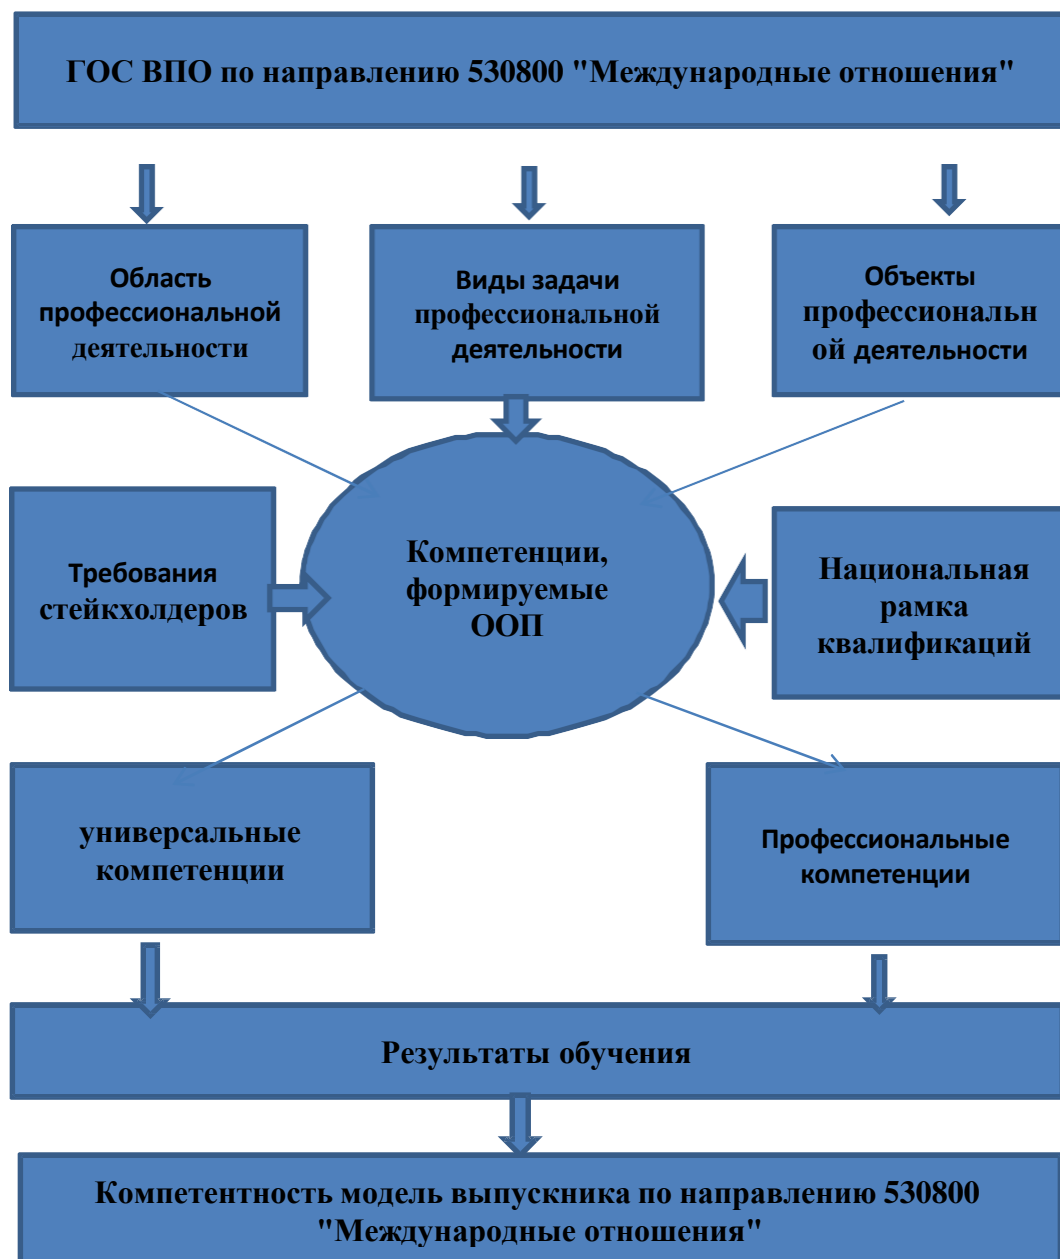 ГОС ВПО по направлению 530800 "Международные отношения"
Область
профессиональной
деятельности
Виды задачи
профессиональной
деятельности
Объекты
профессиональн
ой деятельности
Требования
стейкхолдеров
Компетенции,
формируемые
ООП
Национальная
рамка
квалификаций
универсальные
компетенции
Профессиональные
компетенции
Результаты обучения
Компетентность модель выпускника по направлению 530800
"Международные отношения"